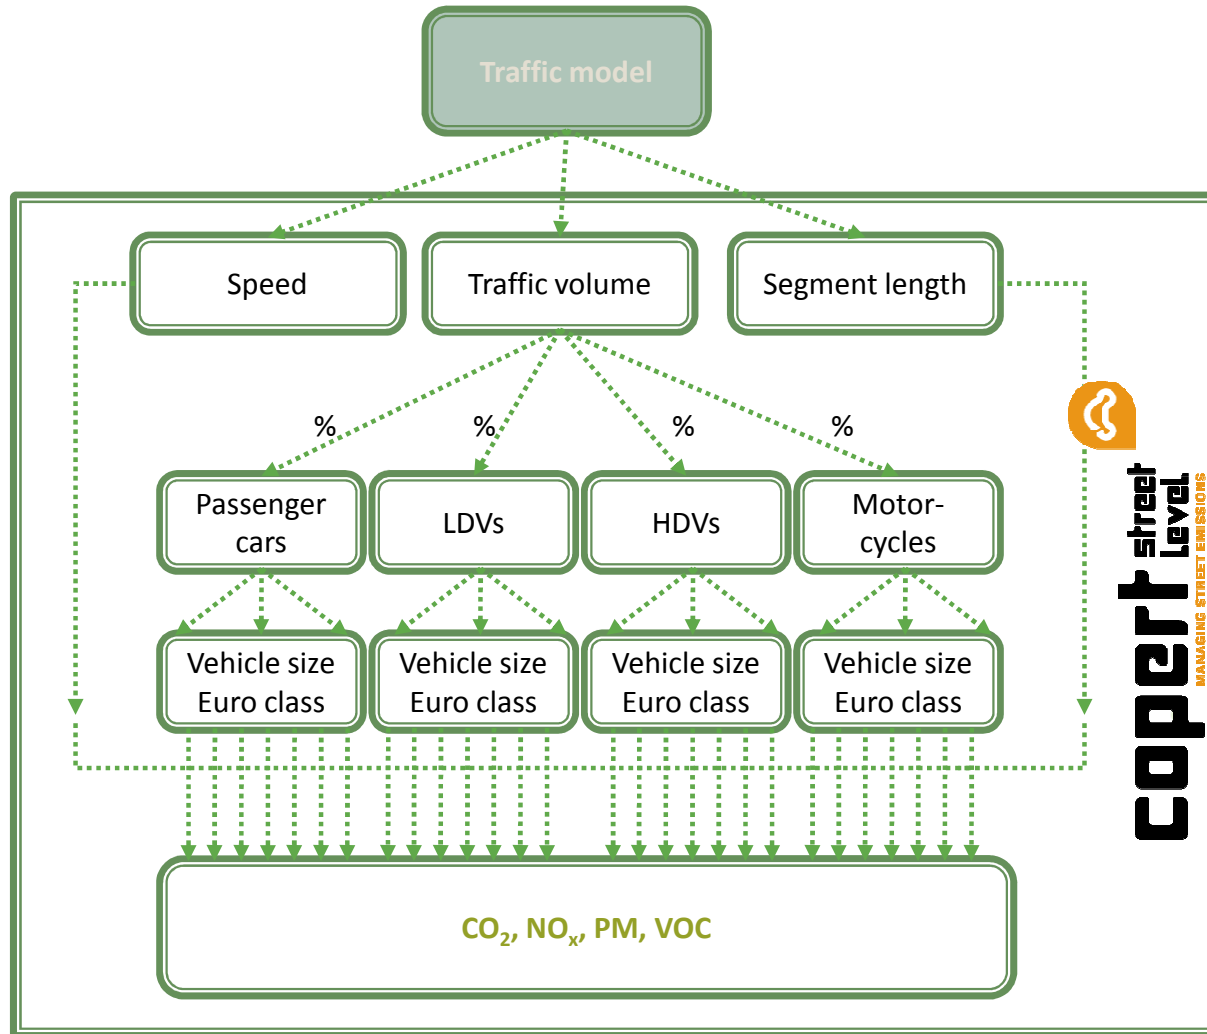 Traffic model
Speed
Traffic volume
Segment length
%
%
%
%
Passenger
cars
LDVs
HDVs
Motor-
cycles
Vehicle size
Euro class
Vehicle size
Euro class
Vehicle size
Euro class
Vehicle size
Euro class
CO₂, NOₓ, PM, VOC
copert
street
level
MANAGING STREET EMISSIONS